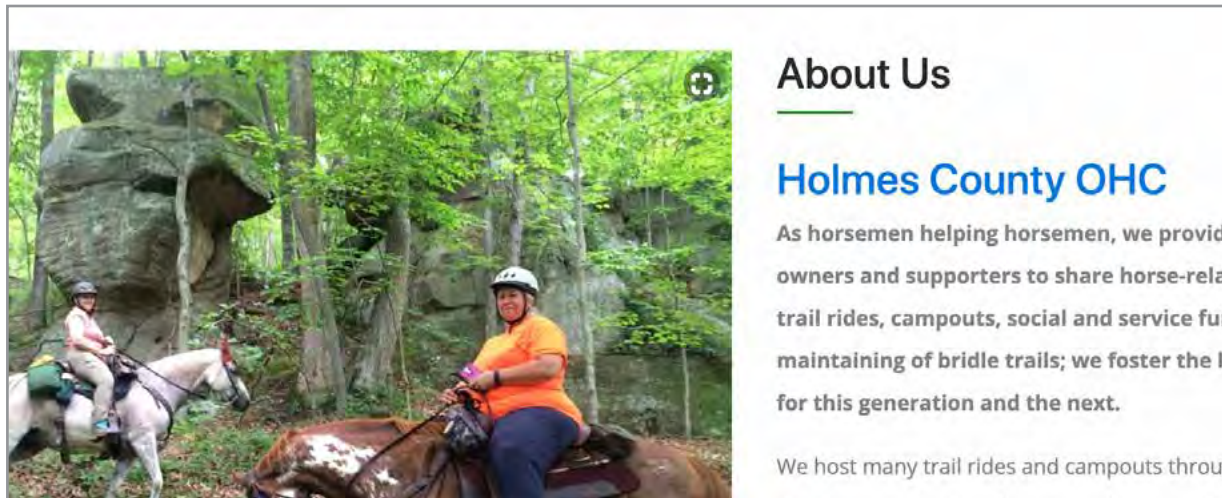 About Us
Holmes County OHC
As horsemen helping horsemen, we provid
owners and supporters to share horse-rela
trail rides, campouts, social and service fu
maintaining of bridle trails; we foster the
for this generation and the next.
We host many trail rides and campouts throu